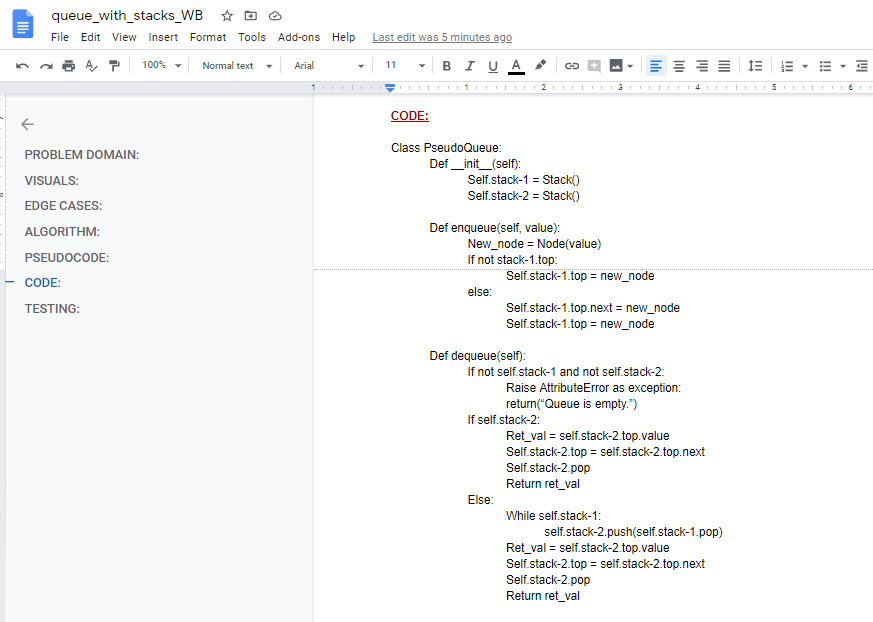 queue_with_stacks_WB
File Edit View Insert Format Tools Add-ons Help Last edit was 5 minutes ago
100% Normal text Arial 11 B I U A
1 1 2 3 4 5 6
PROBLEM DOMAIN:
VISUALS:
EDGE CASES:
ALGORITHM:
PSEUDOCODE:
CODE:
TESTING:
CODE:
Class PseudoQueue:
Def __init__(self):
Self.stack-1 = Stack()
Self.stack-2 = Stack()
Def enqueue(self, value):
New_node = Node(value)
If not stack-1.top:
Self.stack-1.top = new_node
else:
Self.stack-1.top.next = new_node
Self.stack-1.top = new_node
Def dequeue(self):
If not self.stack-1 and not self.stack-2:
Raise AttributeError as exception:
return(“Queue is empty.”)
If self.stack-2:
Ret_val = self.stack-2.top.value
Self.stack-2.top = self.stack-2.top.next
Self.stack-2.pop
Return ret_val
Else:
While self.stack-1:
self.stack-2.push(self.stack-1.pop)
Ret_val = self.stack-2.top.value
Self.stack-2.top = self.stack-2.top.next
Self.stack-2.pop
Return ret_val